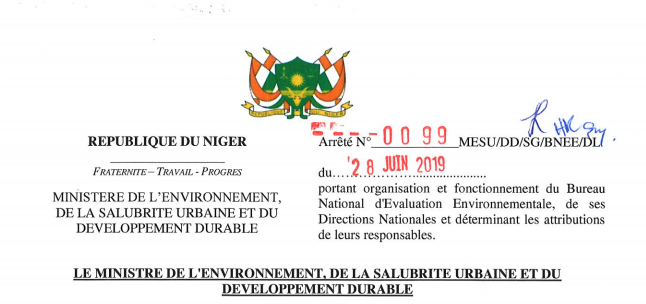 REPUBLIQUE DU NIGER
FRATERNITE – TRAVAIL - PROGRES
MINISTERE DE L'ENVIRONNEMENT,
DE LA SALUBRITE URBAINE ET DU
DEVELOPPEMENT DURABLE
Arrêté N° 0099 MESU/DD/SG/BNEE/DL
du 28 JUIN 2019
portant organisation et fonctionnement du Bureau
National d'Evaluation Environnementale, de ses
Directions Nationales et déterminant les attributions
de leurs responsables.
LE MINISTRE DE L'ENVIRONNEMENT, DE LA SALUBRITE URBAINE ET DU
DEVELOPPEMENT DURABLE